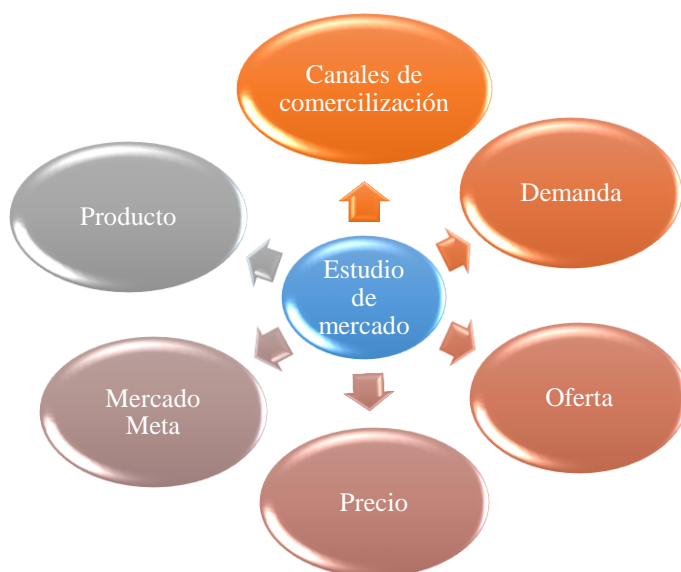 Canales de
comercilización
Demanda
Producto
Estudio
de
mercado
Oferta
Mercado
Meta
Precio